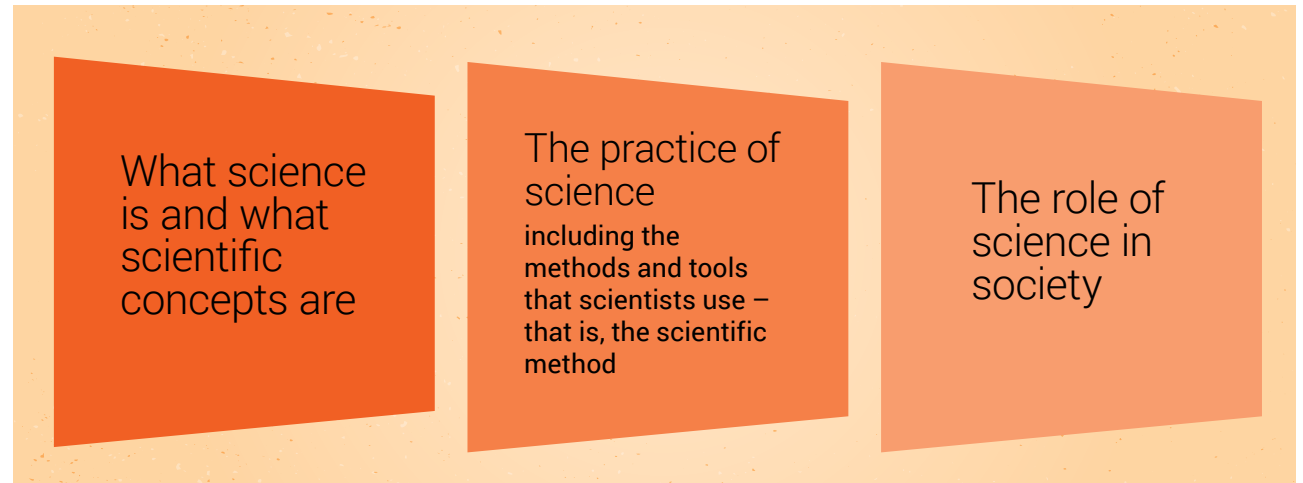 What science
is and what
scientific
concepts are
The practice of
science
including the
methods and tools
that scientists use –
that is, the scientific
method
The role of
science in
society